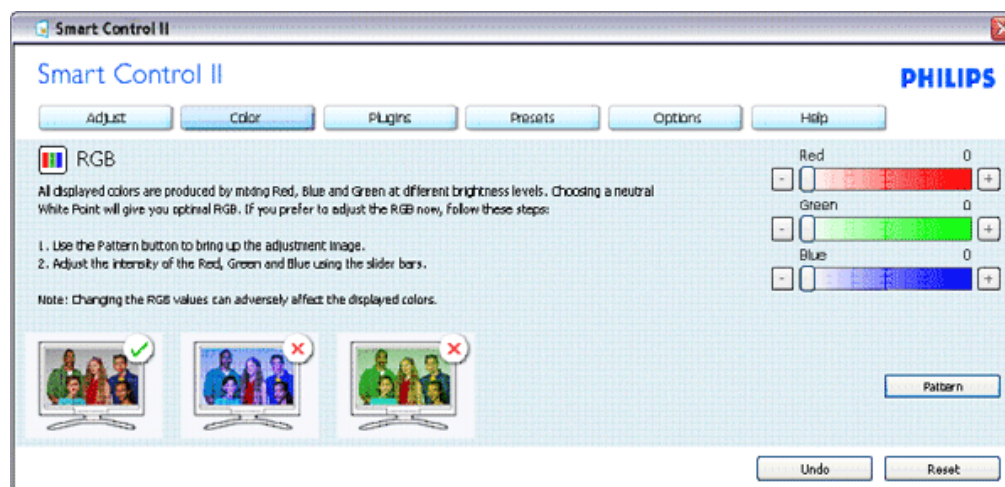 Smart Control II
Smart Control II
PHILIPS
Adjust Color Plugins Presets Options Help
RGB
All displayed colors are produced by mixing Red, Blue and Green at different brightness levels. Choosing a neutral
White Point will give you optimal RGB. If you prefer to adjust the RGB now, follow these steps:
1. Use the Pattern button to bring up the adjustment image.
2. Adjust the intensity of the Red, Green and Blue using the slider bars.
Note: Changing the RGB values can adversely affect the displayed colors.
Red 0
- +
Green 0
- +
Blue 0
- +
Pattern
Undo Reset